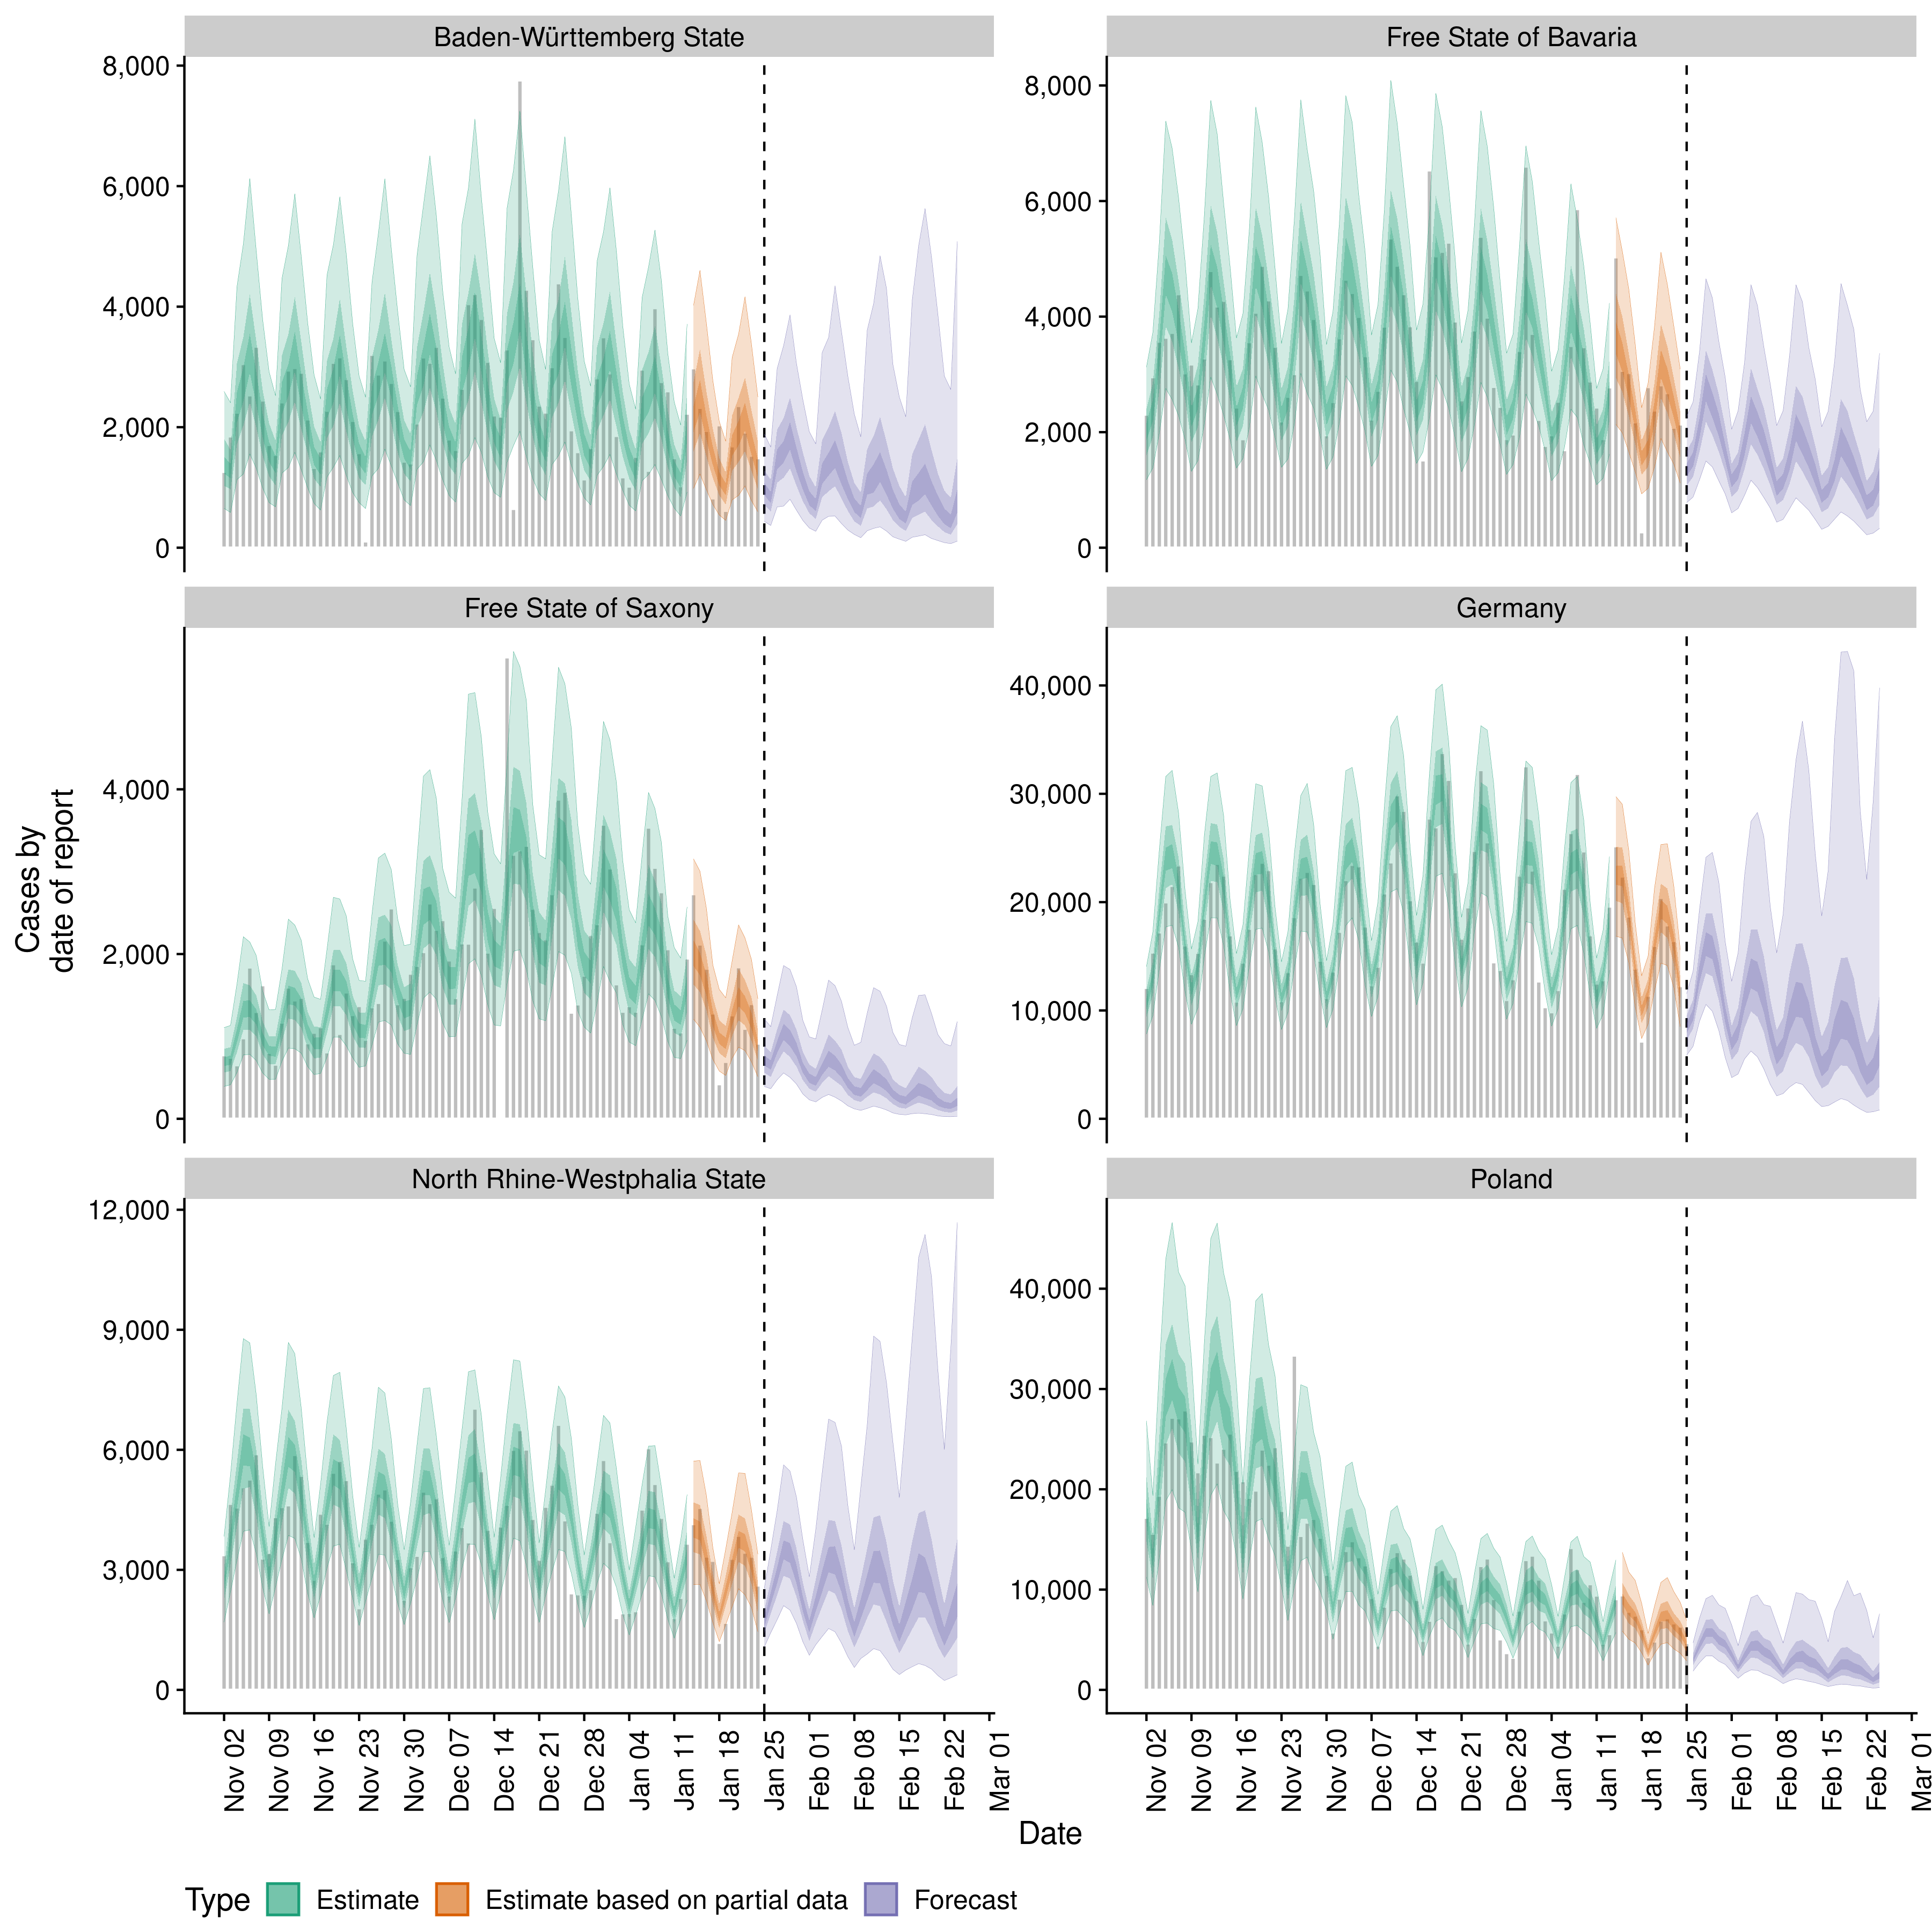 Baden-Württemberg State
Free State of Bavaria
8,000
6,000
4,000
2,000
0
8,000
6,000
4,000
2,000
0
Free State of Saxony
Germany
4,000
2,000
0
40,000
30,000
20,000
10,000
0
North Rhine-Westphalia State
Poland
12,000
9,000
6,000
3,000
0
40,000
30,000
20,000
10,000
0
Cases by
date of report
Nov 02
Nov 09
Nov 16
Nov 23
Nov 30
Dec 07
Dec 14
Dec 21
Dec 28
Jan 04
Jan 11
Jan 18
Jan 25
Feb 01
Feb 08
Feb 15
Feb 22
Mar 01
Nov 02
Nov 09
Nov 16
Nov 23
Nov 30
Dec 07
Dec 14
Dec 21
Dec 28
Jan 04
Jan 11
Jan 18
Jan 25
Feb 01
Feb 08
Feb 15
Feb 22
Mar 01
Date
Type Estimate Estimate based on partial data Forecast